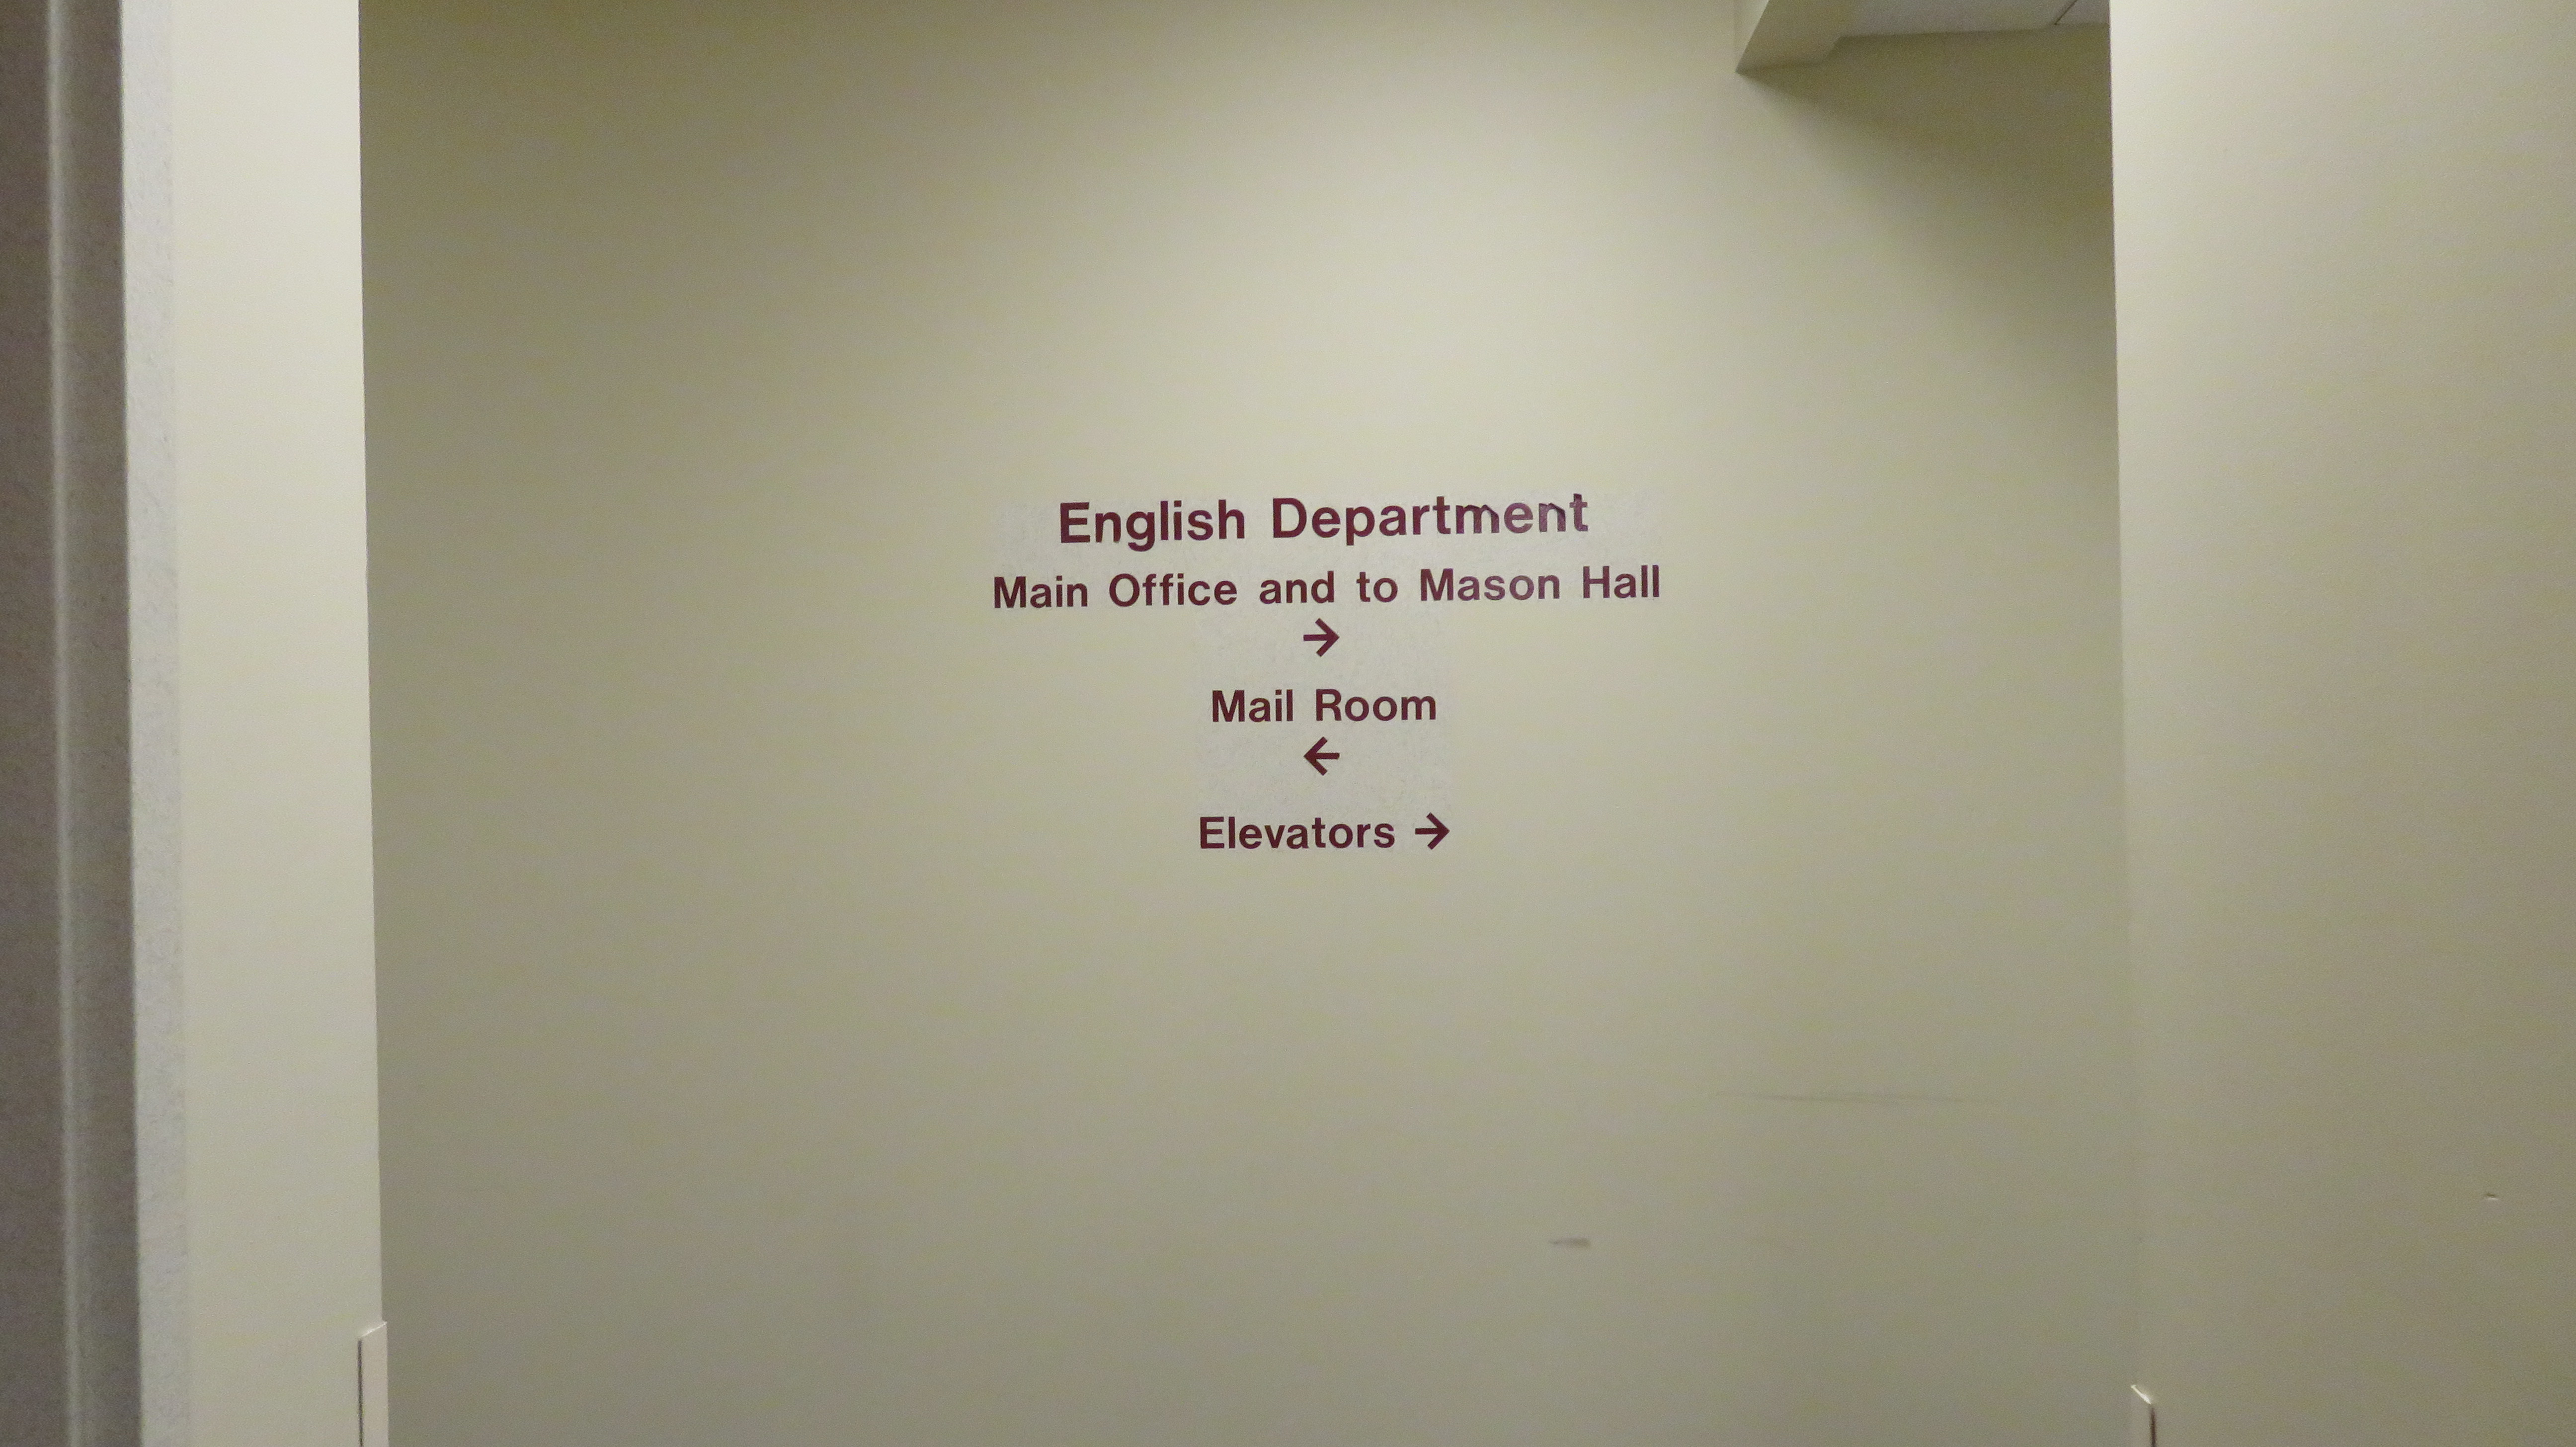 English Department
Main Office and to Mason Hall
→
Mail Room
←
Elevators →